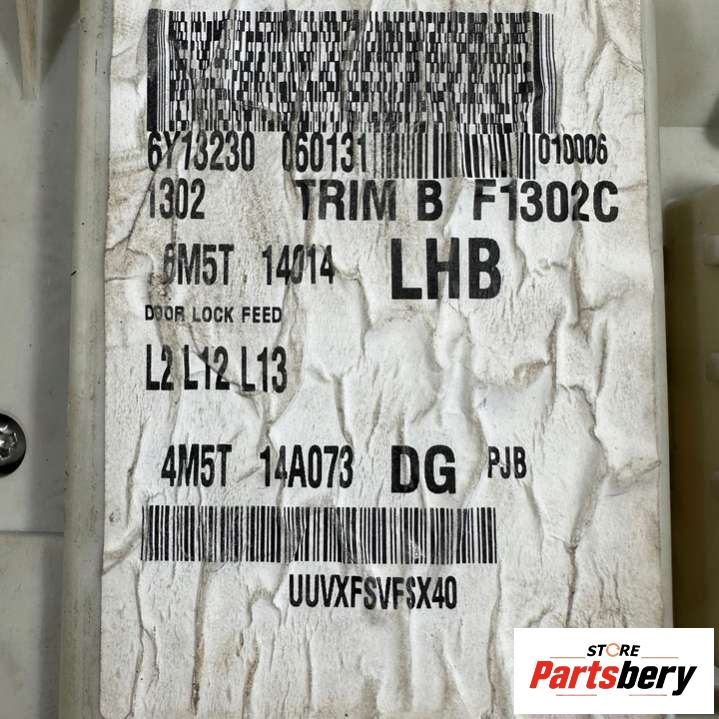 6Y13230 060131 010006
1302 TRIM B F1302C
6M5T 14014 LHB
DOOR LOCK FEED
L2 L12 L13
4M5T 14A073 DG PJB
UUVXFSVFSX40
STORE
Partsbery